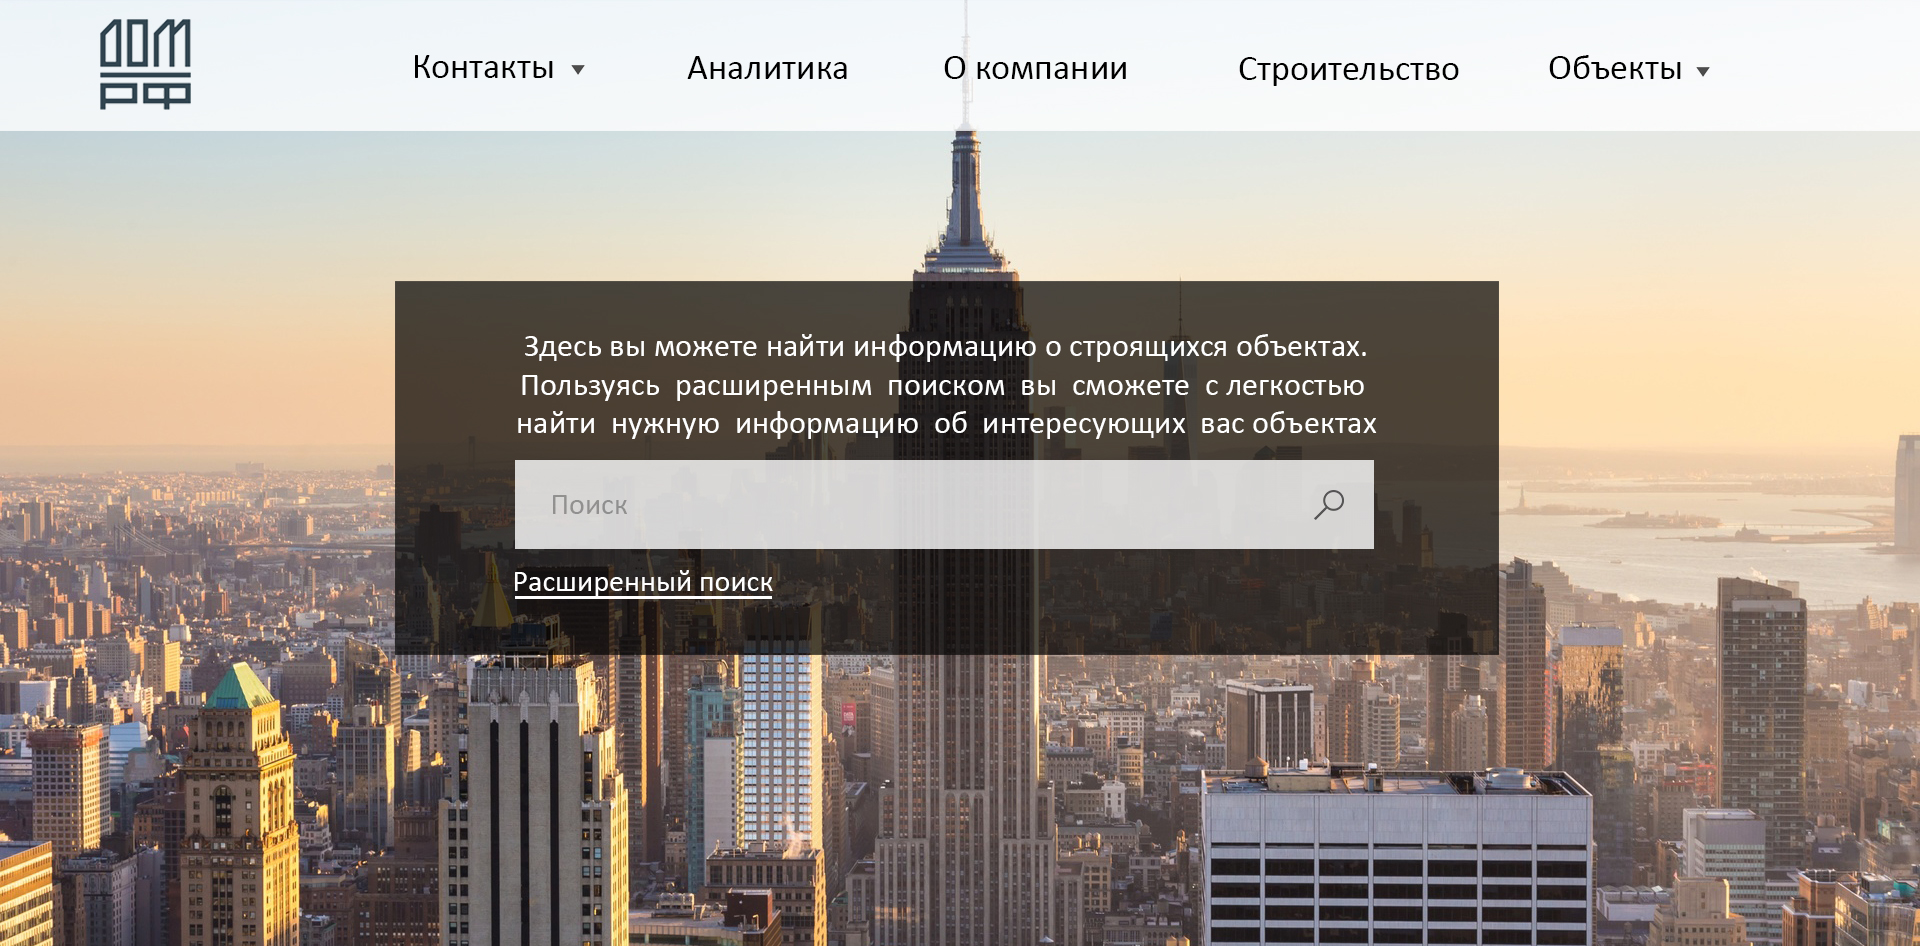 ДОМ
РФ
Контакты
Аналитика
О компании
Строительство
Объекты
Здесь вы можете найти информацию о строящихся объектах.
Пользуясь расширенным поиском вы сможете с легкостью
найти нужную информацию об интересующих вас объектах
Поиск
Расширенный поиск